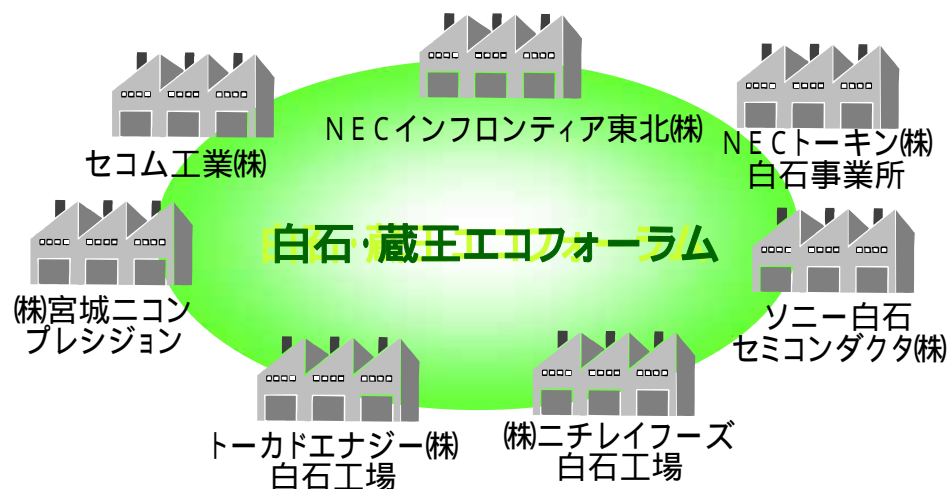 NECインフロンティア東北㈱
セコム工業㈱
NECトーキン㈱
白石事業所
白石・蔵王エコフォーラム
㈱宮城ニコン
プレシジョン
ソニー白石
セミコンダクタ㈱
トーカドエナジー㈱
白石工場
㈱ニチレイフーズ
白石工場